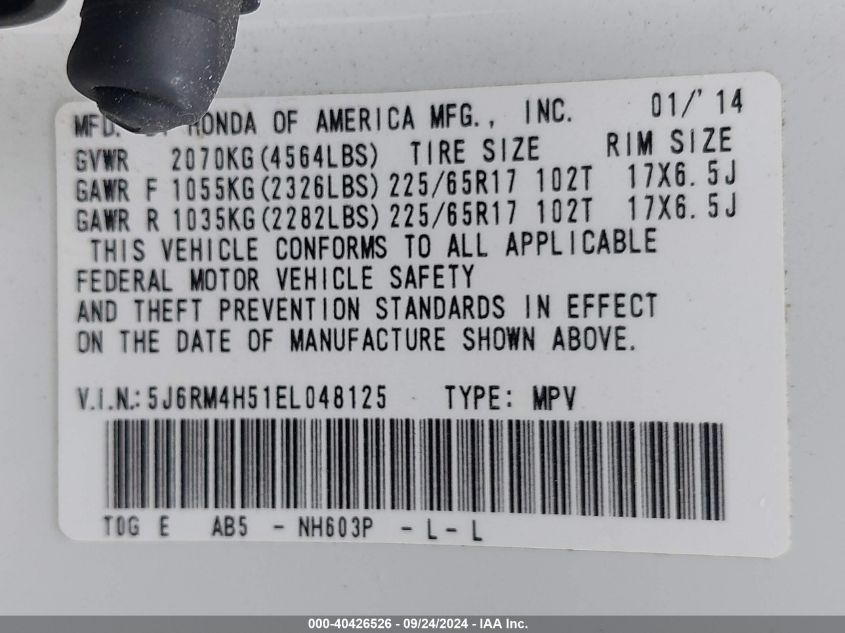 MFD. HONDA OF AMERICA MFG., INC. 01/'14
GVWR 2070KG(4564LBS) TIRE SIZE RIM SIZE
GAWR F 1055KG(2326LBS) 225/65R17 102T 17X6.5J
GAWR R 1035KG(2282LBS) 225/65R17 102T 17X6.5J
THIS VEHICLE CONFORMS TO ALL APPLICABLE
FEDERAL MOTOR VEHICLE SAFETY
AND THEFT PREVENTION STANDARDS IN EFFECT
ON THE DATE OF MANUFACTURE SHOWN ABOVE.
V.I.N.: 5J6RM4H51EL048125 TYPE: MPV
T0G E AB5 - NH603P - L- L
000-40426526 - 09/24/2024 - IAA Inc.